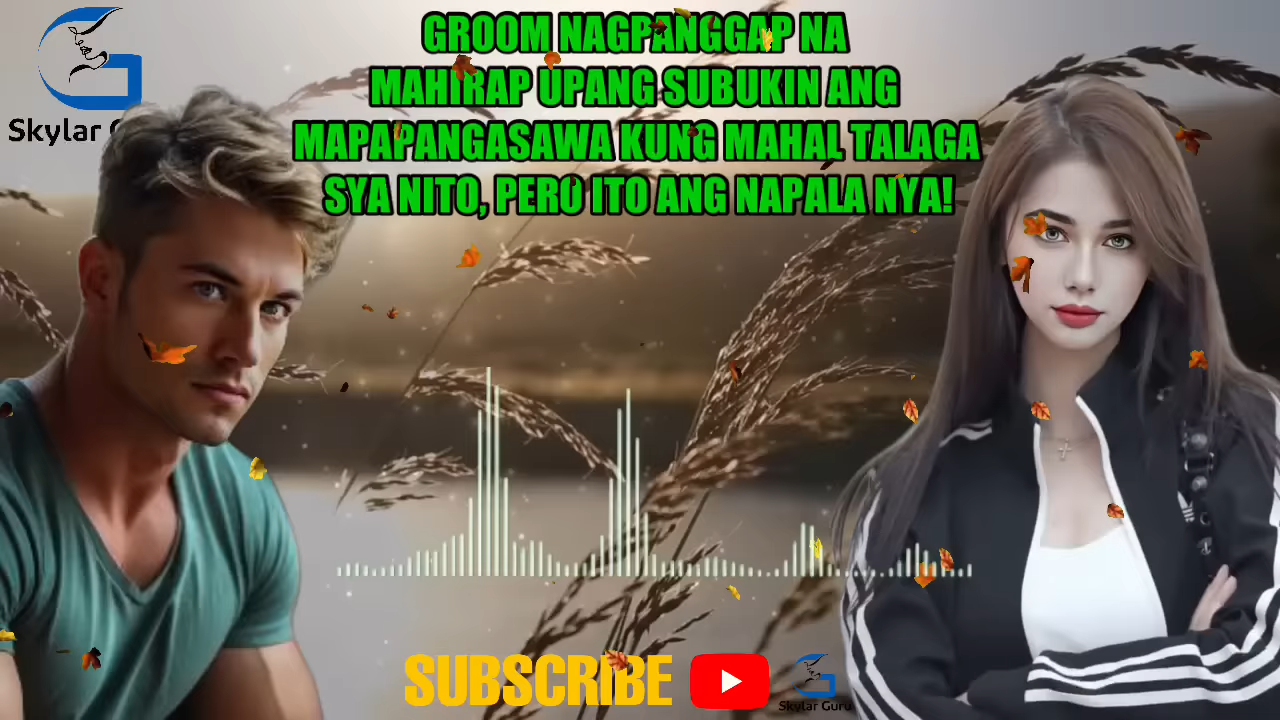 GROOM NAGPANGGAP NA
MAHIRAP UPANG SUBUKIN ANG
MAPAPANGASAWA KUNG MAHAL TALAGA
SYA NITO, PERO ITO ANG NAPALA NYA!
Skylar G
SUBSCRIBE
Skylar Guru